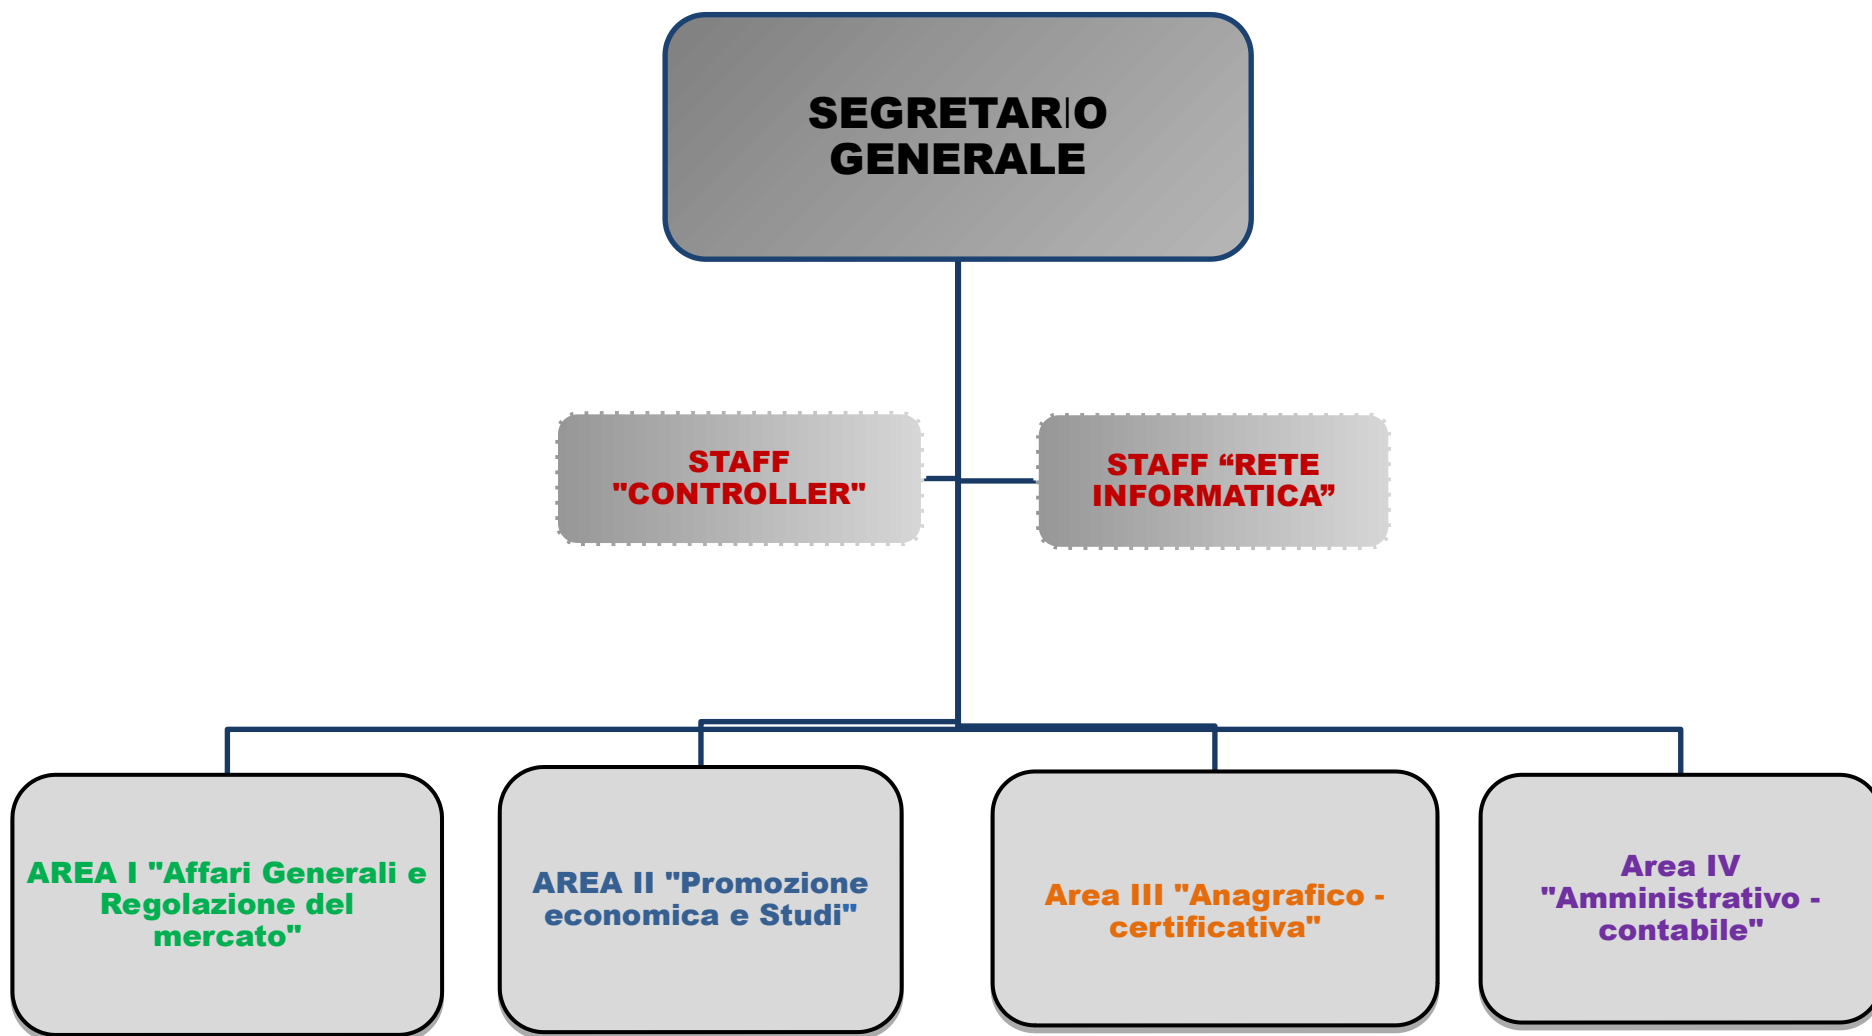 SEGRETARIO
GENERALE
STAFF
"CONTROLLER"
STAFF “RETE
INFORMATICA”
AREA I "Affari Generali e
Regolazione del
mercato"
AREA II "Promozione
economica e Studi"
Area III "Anagrafico -
certificativa"
Area IV
"Amministrativo -
contabile"